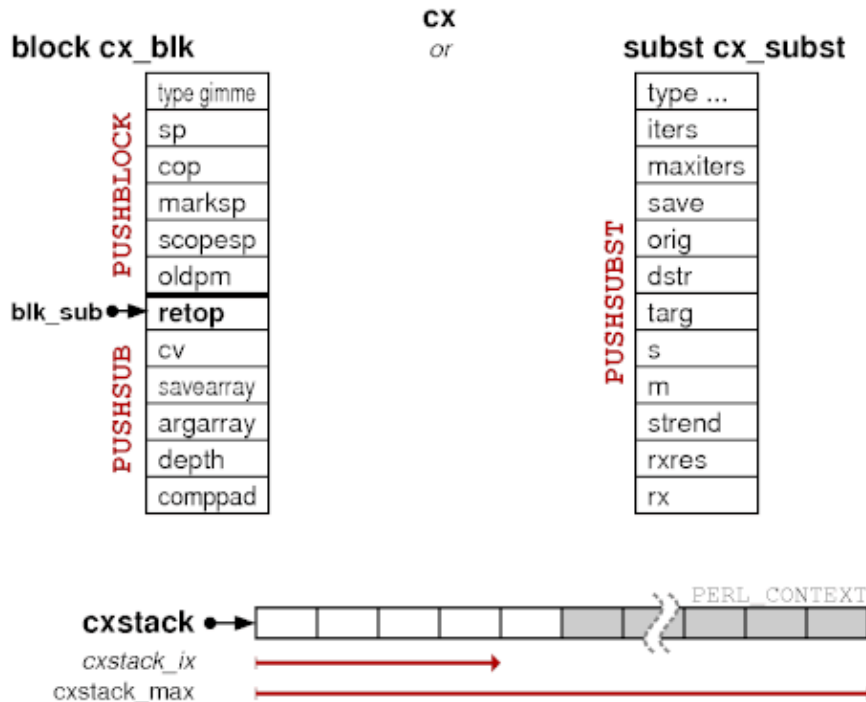 cx
or
block cx_blk
subst cx_subst
PUSHBLOCK
type gimme
sp
cop
marksp
scopesp
oldpm
blk_sub
retop
PUSHSUB
cv
savearray
argarray
depth
comppad
PUSHSUBST
type ...
iters
maxiters
save
orig
dstr
targ
s
m
strend
rxres
rx
PERL_CONTEXT
cxstack
cxstack_ix
cxstack_max